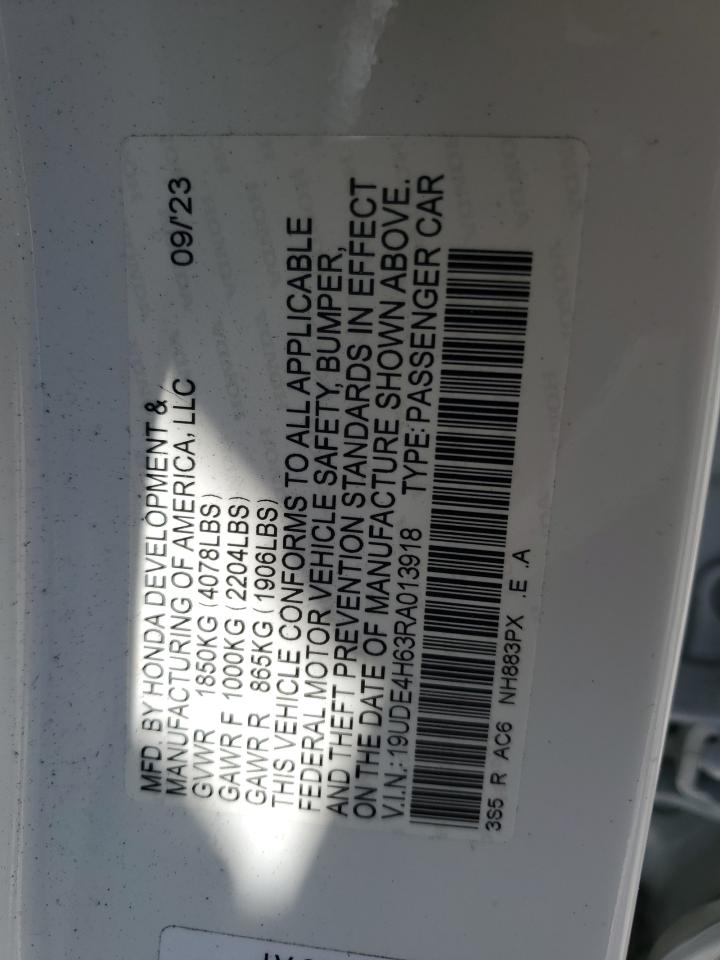 MFD. BY HONDA DEVELOPMENT &
MANUFACTURING OF AMERICA, LLC 09/'23
GVWR 1850KG (4078LBS)
GAWR F 1000KG (2204LBS)
GAWR R 865KG (1906LBS)
THIS VEHICLE CONFORMS TO ALL APPLICABLE
FEDERAL MOTOR VEHICLE SAFETY, BUMPER,
AND THEFT PREVENTION STANDARDS IN EFFECT
ON THE DATE OF MANUFACTURE SHOWN ABOVE.
V.I.N.: 19UDE4H63RA013918 TYPE: PASSENGER CAR
3S5 R AC6 NH883PX .E .A